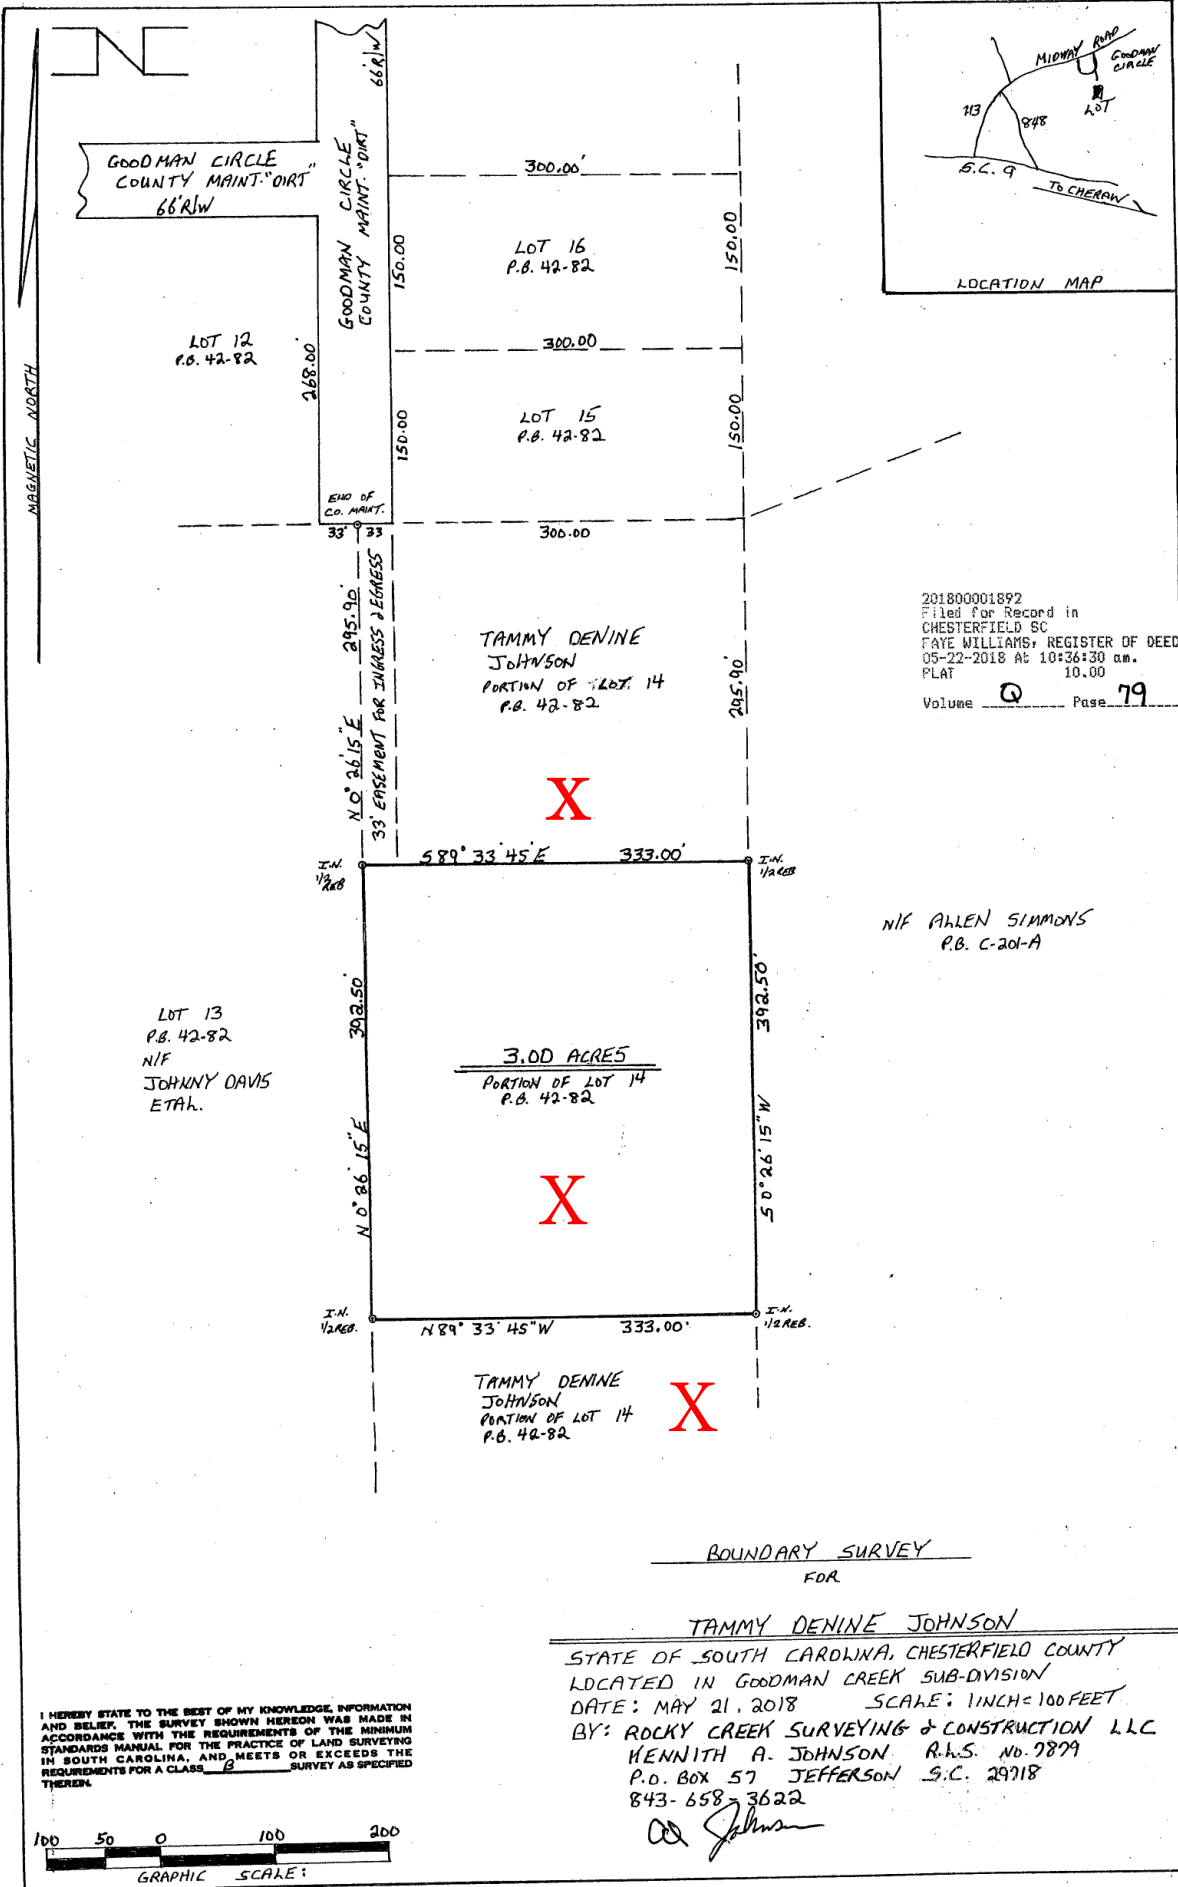 66'R/W
GOODMAN CIRCLE
COUNTY MAINT. "DIRT"
66'R/W
GOODMAN CIRCLE
COUNTY MAINT. "DIRT"
MIDWAY ROAD
GOODMAN
CIRCLE
LOT
713
848
S.C. 9
TO CHERAW
LOCATION MAP
MAGNETIC NORTH
300.00'
LOT 16
P.B. 42-82
150.00
150.00
300.00
LOT 12
P.B. 42-82
268.00'
LOT 15
P.B. 42-82
150.00
150.00
END OF
CO. MAINT.
33' 33
300.00
N 0° 26' 15" E 295.90'
33' EASEMENT FOR INGRESS & EGRESS
TAMMY DENINE
JOHNSON
PORTION OF LOT 14
P.B. 42-82
295.90'
X
201800001892
Filed for Record in
CHESTERFIELD SC
FAYE WILLIAMS, REGISTER OF DEED
05-22-2018 At 10:36:30 am.
PLAT 10.00
Volume Q Page 79
I.N.
1/2 REB
S 89° 33' 45" E 333.00'
I.N.
1/2 REB
N/F ALLEN SIMMONS
P.B. C-201-A
LOT 13
P.B. 42-82
N/F
JOHNNY DAVIS
ETAL.
N 0° 26' 15" E 392.50'
3.00 ACRES
PORTION OF LOT 14
P.B. 42-82
392.50'
S 0° 26' 15" W
X
I.N.
1/2 REB.
N 89° 33' 45" W 333.00'
I.N.
1/2 REB.
TAMMY DENINE
JOHNSON
PORTION OF LOT 14
P.B. 42-82
X
BOUNDARY SURVEY
FOR
TAMMY DENINE JOHNSON
STATE OF SOUTH CAROLINA, CHESTERFIELD COUNTY
LOCATED IN GOODMAN CREEK SUB-DIVISION
DATE: MAY 21, 2018 SCALE: 1 INCH = 100 FEET
BY: ROCKY CREEK SURVEYING & CONSTRUCTION LLC
KENNITH A. JOHNSON R.L.S. NO. 7879
P.O. BOX 57 JEFFERSON S.C. 29718
843-658-3622
Johnson
I HEREBY STATE TO THE BEST OF MY KNOWLEDGE, INFORMATION
AND BELIEF, THE SURVEY SHOWN HEREON WAS MADE IN
ACCORDANCE WITH THE REQUIREMENTS OF THE MINIMUM
STANDARDS MANUAL FOR THE PRACTICE OF LAND SURVEYING
IN SOUTH CAROLINA, AND MEETS OR EXCEEDS THE
REQUIREMENTS FOR A CLASS B SURVEY AS SPECIFIED
THEREIN.
100 50 0 100 200
GRAPHIC SCALE: